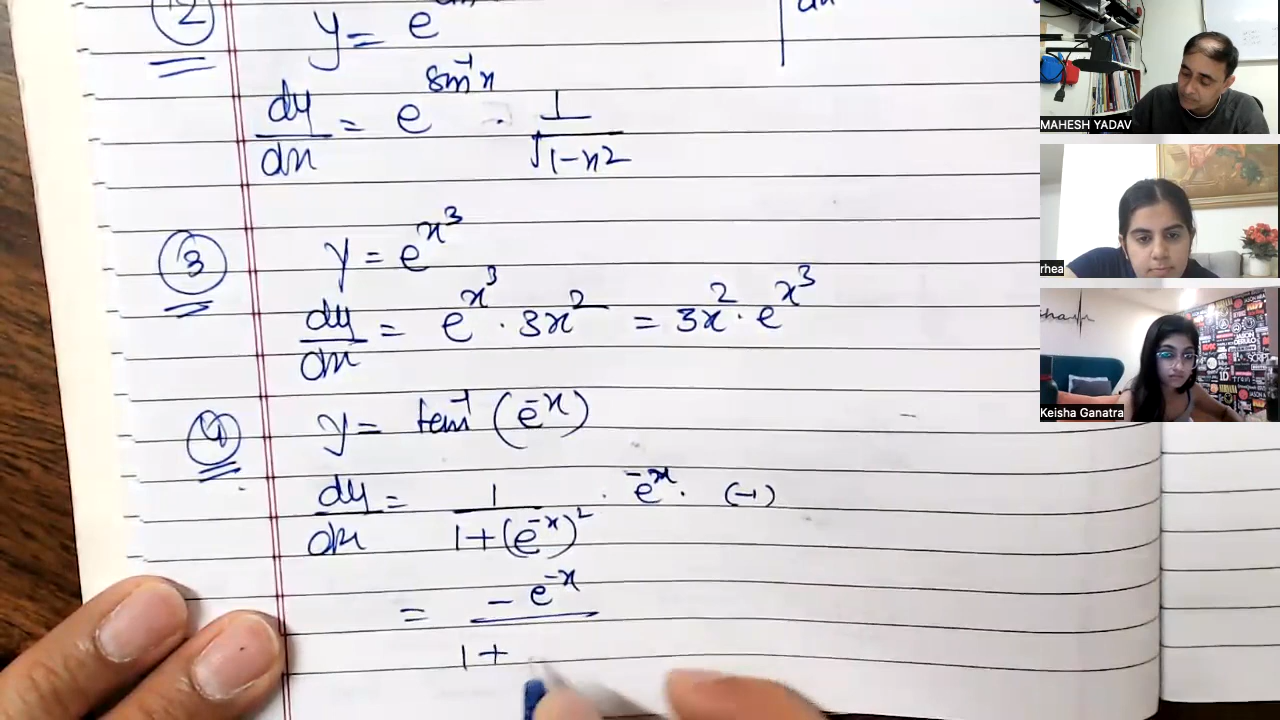 ② y = e
dy/dx = e^(sin⁻¹x) · 1/√(1-x²)
③ y = e^(x³)
dy/dx = e^(x³) · 3x² = 3x² · e^(x³)
④ y = tan⁻¹(e^(-x))
dy/dx = 1/(1+(e^(-x))²) · e^(-x) · (-1)
= -e^(-x)/(1+
MAHESH YADAV
rhea
Keisha Ganatra